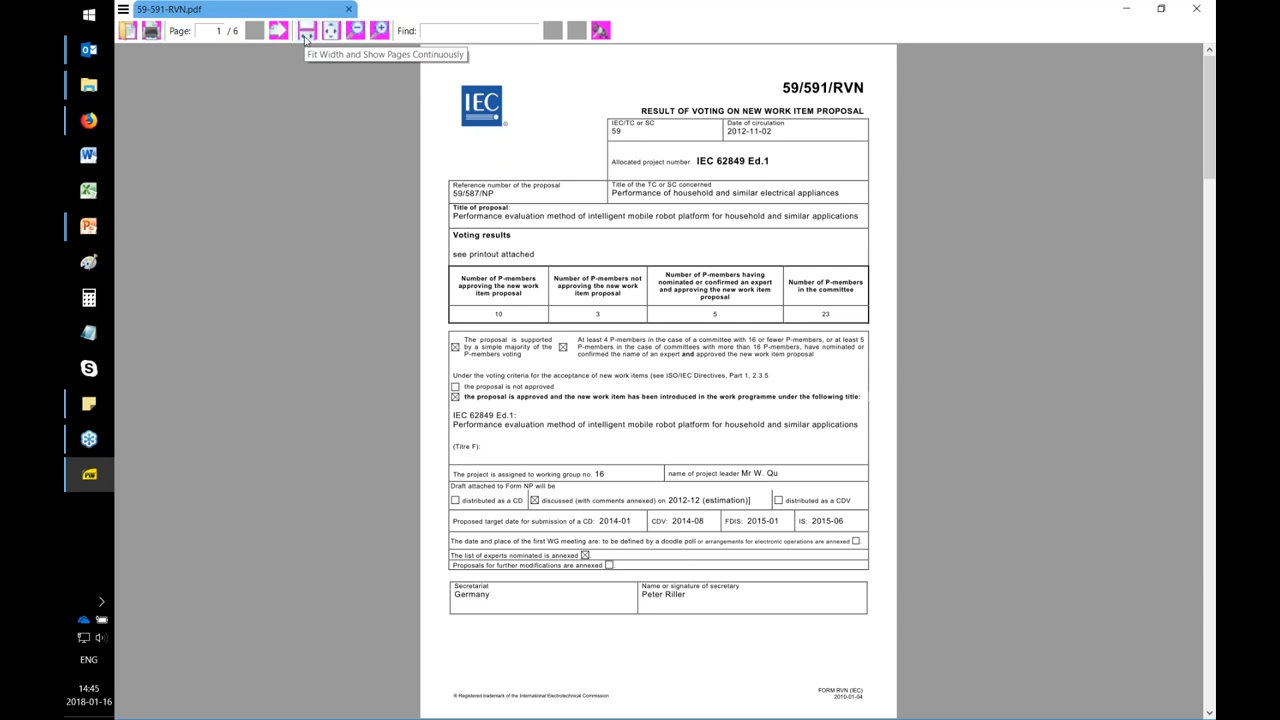 59-591-RVN.pdf
Page: 1 / 6
Find:
Fit Width and Show Pages Continuously
IEC
®
59/591/RVN
RESULT OF VOTING ON NEW WORK ITEM PROPOSAL
IEC/TC or SC
59
Date of circulation
2012-11-02
Allocated project number IEC 62849 Ed.1
Reference number of the proposal
59/587/NP
Title of the TC or SC concerned
Performance of household and similar electrical appliances
Title of proposal:
Performance evaluation method of intelligent mobile robot platform for household and similar applications
Voting results
see printout attached
Number of P-members
approving the new work
item proposal
Number of P-members not
approving the new work
item proposal
Number of P-members having
nominated or confirmed an expert
and approving the new work item
proposal
Number of P-members
in the committee
10 3 5 23
The proposal is supported
by a simple majority of the
P-members voting
At least 4 P-members in the case of a committee with 16 or fewer P-members, or at least 5
P-members in the case of committees with more than 16 P-members, have nominated or
confirmed the name of an expert and approved the new work item proposal
Under the voting criteria for the acceptance of new work items (see ISO/IEC Directives, Part 1, 2.3.5
the proposal is not approved
the proposal is approved and the new work item has been introduced in the work programme under the following title:
IEC 62849 Ed.1:
Performance evaluation method of intelligent mobile robot platform for household and similar applications
(Titre F):
The project is assigned to working group no. 16
name of project leader Mr W. Qu
Draft attached to Form NP will be
distributed as a CD
discussed (with comments annexed) on 2012-12 (estimation)]
distributed as a CDV
Proposed target date for submission of a CD: 2014-01 CDV: 2014-08 FDIS: 2015-01 IS: 2015-06
The date and place of the first WG meeting are: to be defined by a doodle poll or arrangements for electronic operations are annexed .
The list of experts nominated is annexed .
Proposals for further modifications are annexed .
Secretariat
Germany
Name or signature of secretary
Peter Riller
® Registered trademark of the International Electrotechnical Commission
FORM RVN (IEC)
2010-01-04
ENG
14:45
2018-01-16